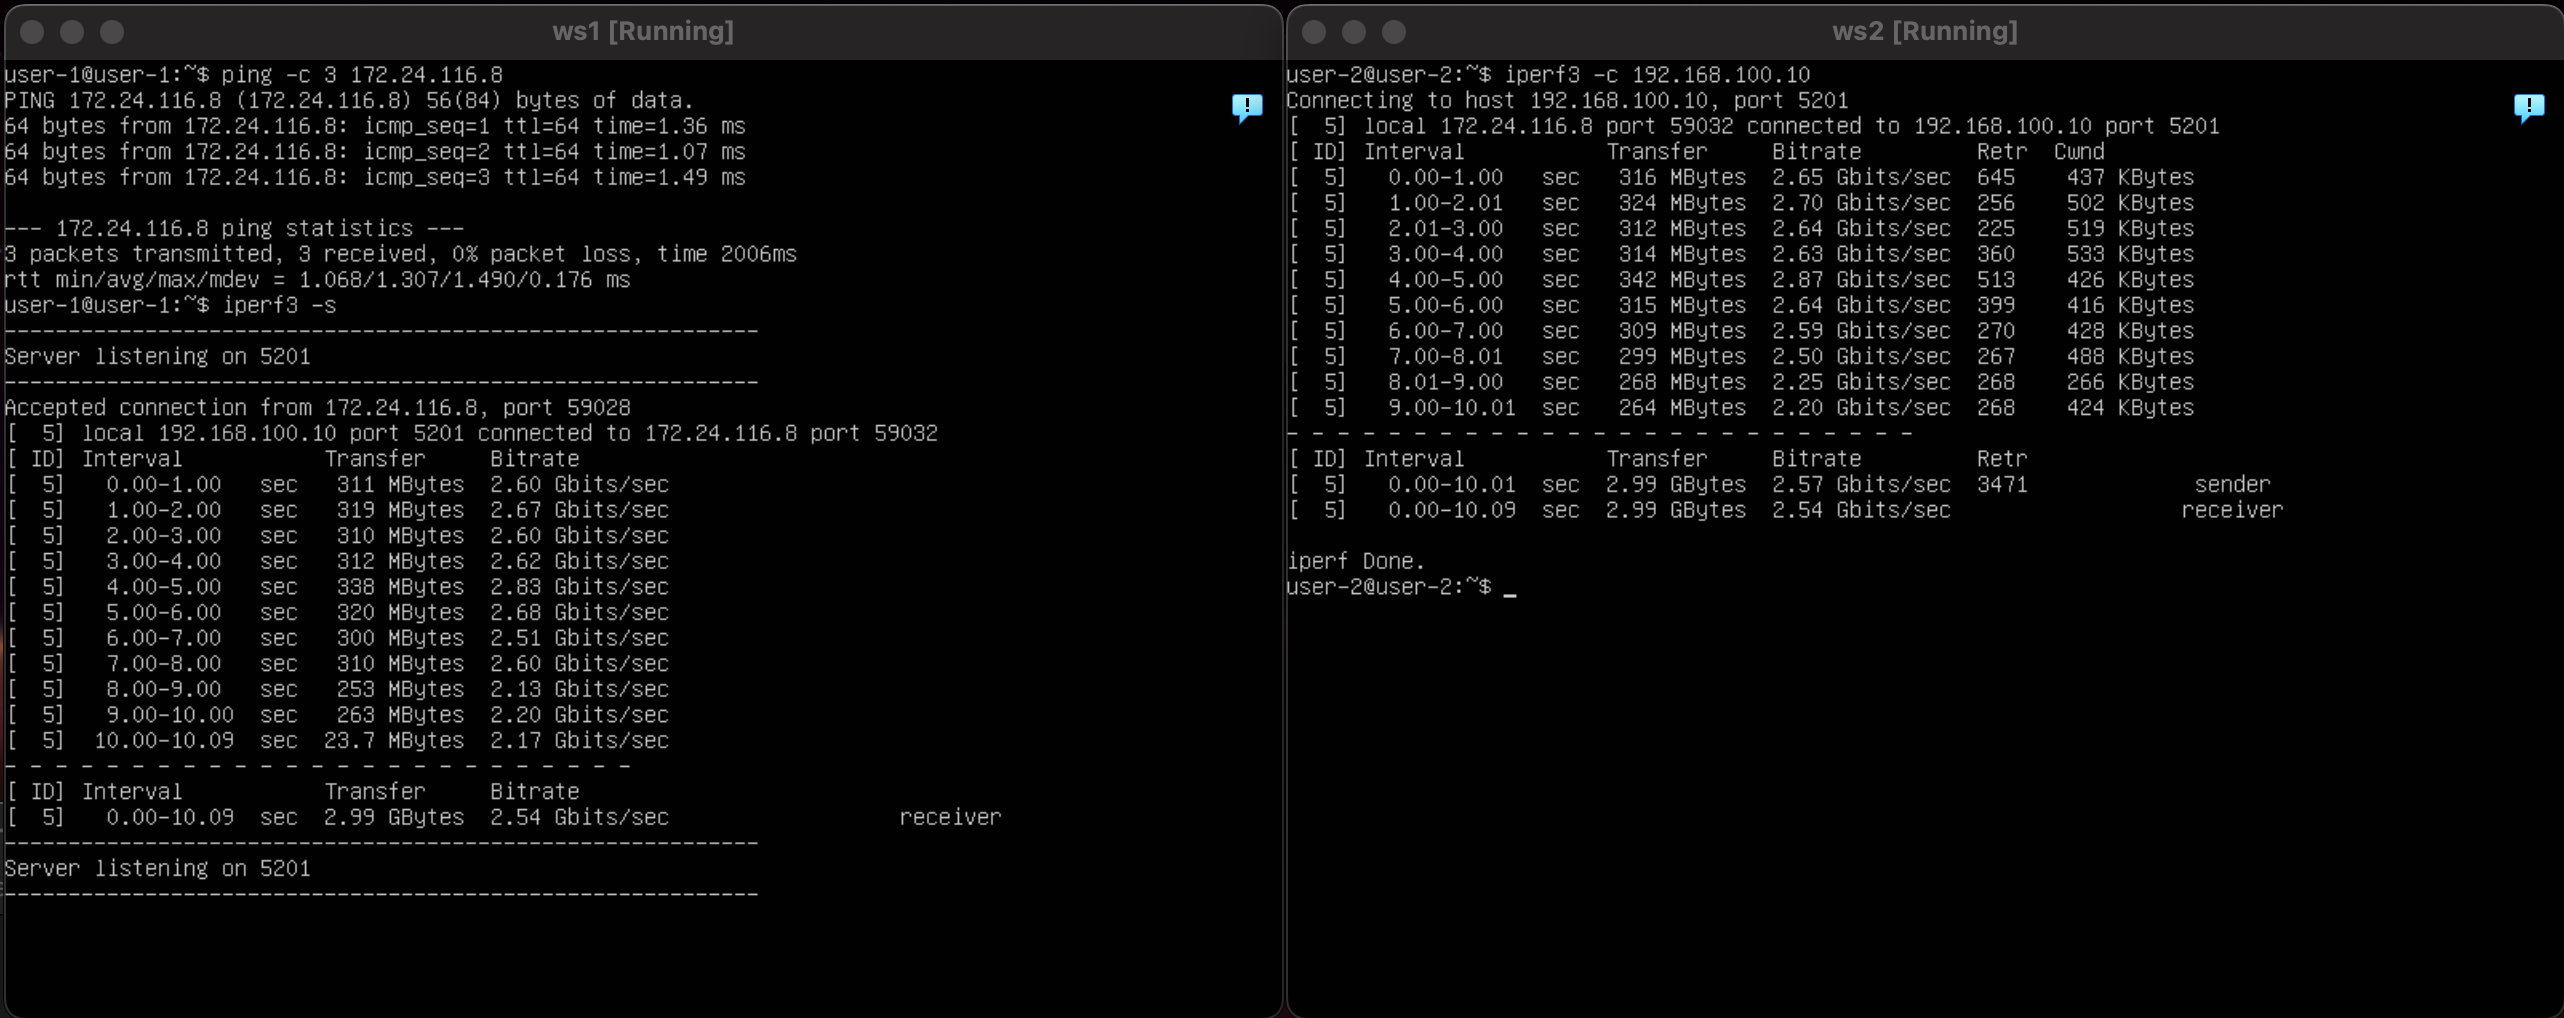 ws1 [Running]
user-1@user-1:~$ ping -c 3 172.24.116.8
PING 172.24.116.8 (172.24.116.8) 56(84) bytes of data.
64 bytes from 172.24.116.8: icmp_seq=1 ttl=64 time=1.36 ms
64 bytes from 172.24.116.8: icmp_seq=2 ttl=64 time=1.07 ms
64 bytes from 172.24.116.8: icmp_seq=3 ttl=64 time=1.49 ms
--- 172.24.116.8 ping statistics ---
3 packets transmitted, 3 received, 0% packet loss, time 2006ms
rtt min/avg/max/mdev = 1.068/1.307/1.490/0.176 ms
user-1@user-1:~$ iperf3 -s
-----------------------------------------------------------
Server listening on 5201
-----------------------------------------------------------
Accepted connection from 172.24.116.8, port 59028
[  5] local 192.168.100.10 port 5201 connected to 172.24.116.8 port 59032
[ ID] Interval           Transfer     Bitrate
[  5]   0.00-1.00   sec   311 MBytes  2.60 Gbits/sec
[  5]   1.00-2.00   sec   319 MBytes  2.67 Gbits/sec
[  5]   2.00-3.00   sec   310 MBytes  2.60 Gbits/sec
[  5]   3.00-4.00   sec   312 MBytes  2.62 Gbits/sec
[  5]   4.00-5.00   sec   338 MBytes  2.83 Gbits/sec
[  5]   5.00-6.00   sec   320 MBytes  2.68 Gbits/sec
[  5]   6.00-7.00   sec   300 MBytes  2.51 Gbits/sec
[  5]   7.00-8.00   sec   310 MBytes  2.60 Gbits/sec
[  5]   8.00-9.00   sec   253 MBytes  2.13 Gbits/sec
[  5]   9.00-10.00  sec   263 MBytes  2.20 Gbits/sec
[  5]  10.00-10.09  sec  23.7 MBytes  2.17 Gbits/sec
- - - - - - - - - - - - - - - - - - - - - - - - -
[ ID] Interval           Transfer     Bitrate
[  5]   0.00-10.09  sec  2.99 GBytes  2.54 Gbits/sec                  receiver
-----------------------------------------------------------
Server listening on 5201
-----------------------------------------------------------
ws2 [Running]
user-2@user-2:~$ iperf3 -c 192.168.100.10
Connecting to host 192.168.100.10, port 5201
[  5] local 172.24.116.8 port 59032 connected to 192.168.100.10 port 5201
[ ID] Interval           Transfer     Bitrate         Retr  Cwnd
[  5]   0.00-1.00   sec   316 MBytes  2.65 Gbits/sec  645    437 KBytes
[  5]   1.00-2.01   sec   324 MBytes  2.70 Gbits/sec  256    502 KBytes
[  5]   2.01-3.00   sec   312 MBytes  2.64 Gbits/sec  225    519 KBytes
[  5]   3.00-4.00   sec   314 MBytes  2.63 Gbits/sec  360    533 KBytes
[  5]   4.00-5.00   sec   342 MBytes  2.87 Gbits/sec  513    426 KBytes
[  5]   5.00-6.00   sec   315 MBytes  2.64 Gbits/sec  399    416 KBytes
[  5]   6.00-7.00   sec   309 MBytes  2.59 Gbits/sec  270    428 KBytes
[  5]   7.00-8.01   sec   299 MBytes  2.50 Gbits/sec  267    488 KBytes
[  5]   8.01-9.00   sec   268 MBytes  2.25 Gbits/sec  268    266 KBytes
[  5]   9.00-10.01  sec   264 MBytes  2.20 Gbits/sec  268    424 KBytes
- - - - - - - - - - - - - - - - - - - - - - - - -
[ ID] Interval           Transfer     Bitrate         Retr
[  5]   0.00-10.01  sec  2.99 GBytes  2.57 Gbits/sec  3471             sender
[  5]   0.00-10.09  sec  2.99 GBytes  2.54 Gbits/sec                  receiver
iperf Done.
user-2@user-2:~$ _